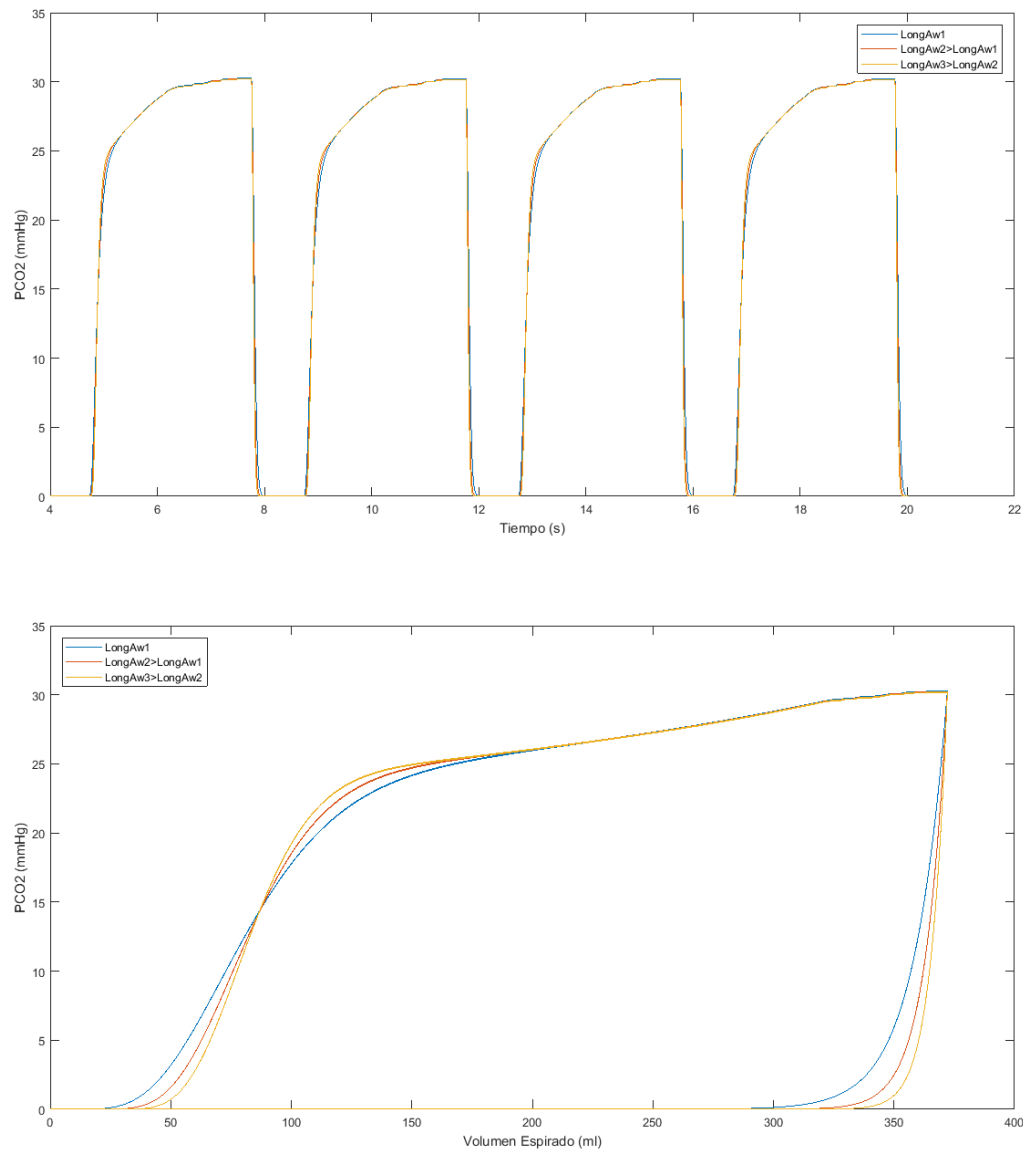 35
30
25
20
15
10
5
0
PCO2 (mmHg)
LongAw1
LongAw2>LongAw1
LongAw3>LongAw2
4 6 8 10 12 14 16 18 20 22
Tiempo (s)
35
30
25
20
15
10
5
0
PCO2 (mmHg)
LongAw1
LongAw2>LongAw1
LongAw3>LongAw2
0 50 100 150 200 250 300 350 400
Volumen Espirado (ml)